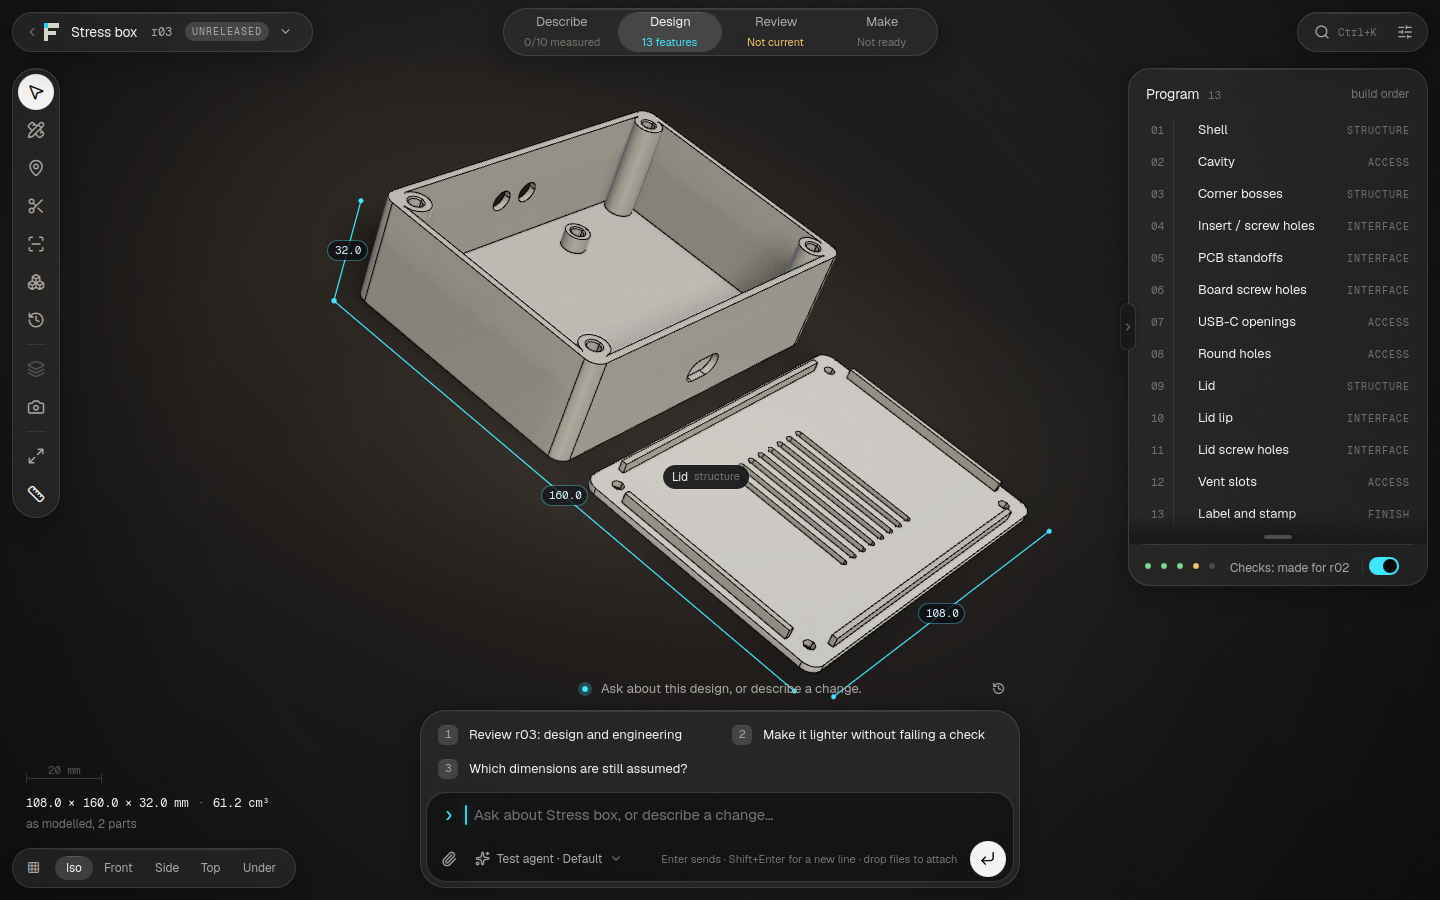 Stress box r03 UNRELEASED
Describe
0/10 measured
Design
13 features
Review
Not current
Make
Not ready
Ctrl+K
Program 13 build order
01 Shell STRUCTURE
02 Cavity ACCESS
03 Corner bosses STRUCTURE
04 Insert / screw holes INTERFACE
05 PCB standoffs INTERFACE
06 Board screw holes INTERFACE
07 USB-C openings ACCESS
08 Round holes ACCESS
09 Lid STRUCTURE
10 Lid lip INTERFACE
11 Lid screw holes INTERFACE
12 Vent slots ACCESS
13 Label and stamp FINISH
Checks: made for r02
32.0
160.0
Lid structure
108.0
Ask about this design, or describe a change.
1 Review r03: design and engineering
2 Make it lighter without failing a check
3 Which dimensions are still assumed?
Ask about Stress box, or describe a change...
Test agent · Default
Enter sends · Shift+Enter for a new line · drop files to attach
20 mm
108.0 × 160.0 × 32.0 mm · 61.2 cm³
as modelled, 2 parts
Iso Front Side Top Under